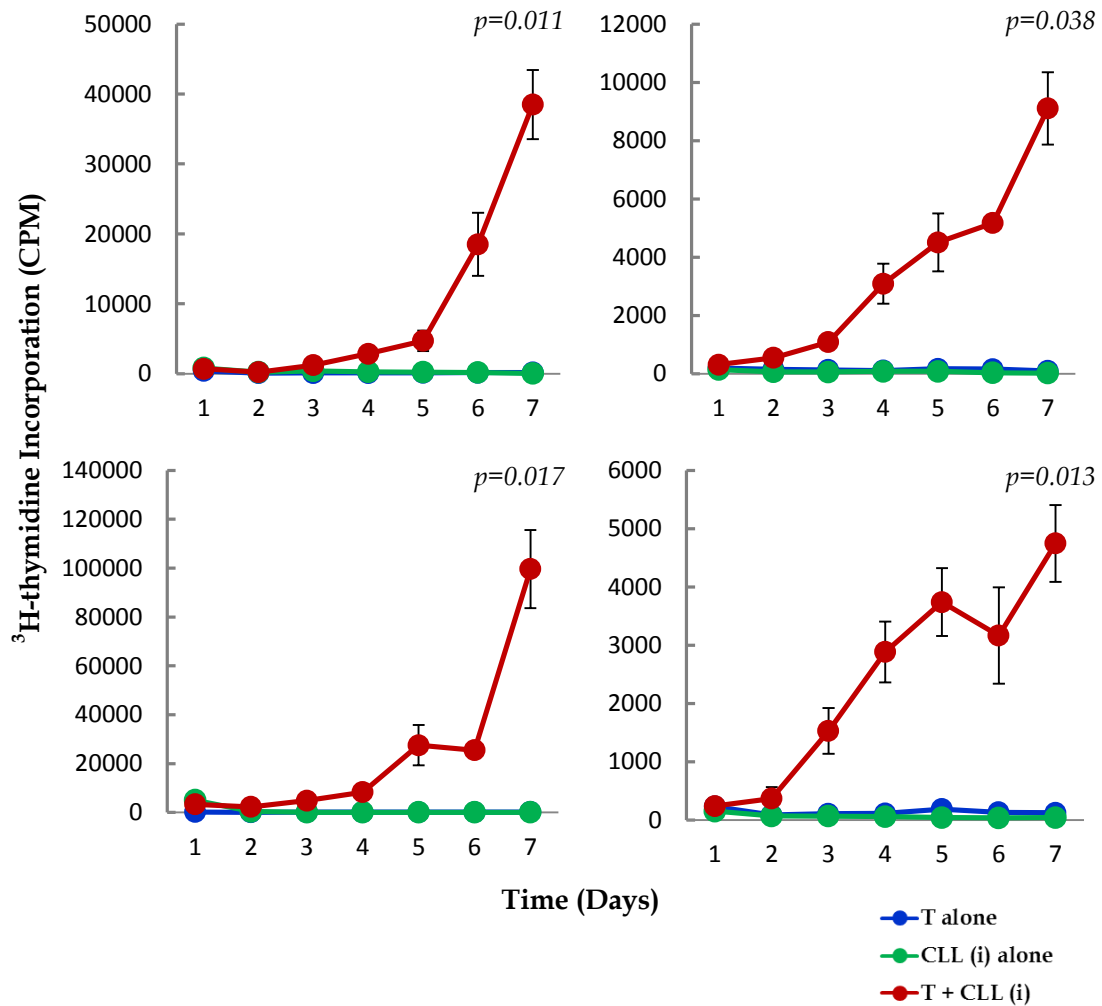 50000
40000
30000
20000
10000
0
1 2 3 4 5 6 7
p=0.011
12000
10000
8000
6000
4000
2000
0
1 2 3 4 5 6 7
p=0.038
140000
120000
100000
80000
60000
40000
20000
0
1 2 3 4 5 6 7
p=0.017
6000
5000
4000
3000
2000
1000
0
1 2 3 4 5 6 7
p=0.013
³H-thymidine Incorporation (CPM)
Time (Days)
T alone
CLL (i) alone
T + CLL (i)